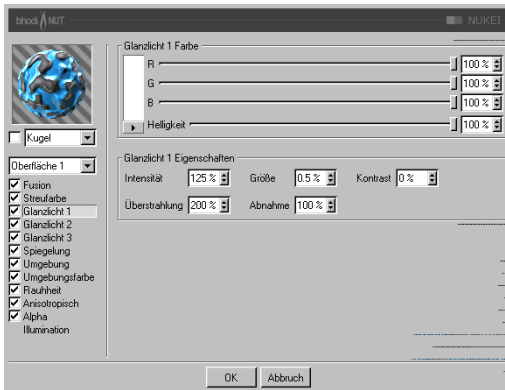 bhodi NUT
NUKEI
Kugel
Oberfläche 1
Fusion
Streufarbe
Glanzlicht 1
Glanzlicht 2
Glanzlicht 3
Spiegelung
Umgebung
Umgebungsfarbe
Rauhheit
Anisotropisch
Alpha
Illumination
Glanzlicht 1 Farbe
R 100 %
G 100 %
B 100 %
Helligkeit 100 %
Glanzlicht 1 Eigenschaften
Intensität 125 % Größe 0.5 % Kontrast 0 %
Überstrahlung 200 % Abnahme 100 %
OK Abbruch